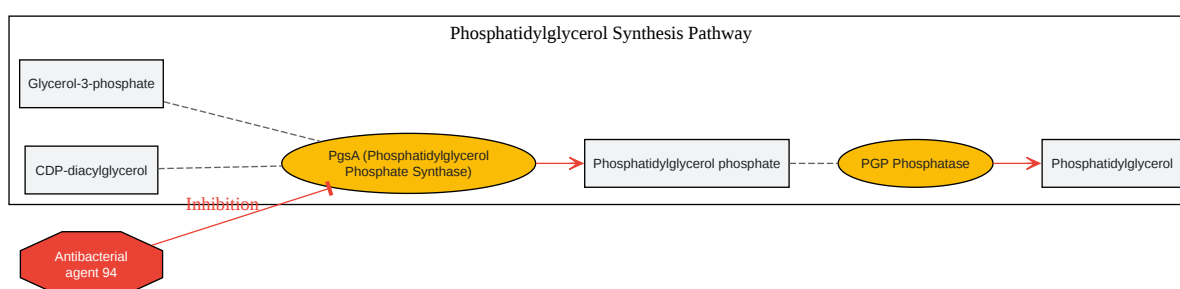 Phosphatidylglycerol Synthesis Pathway
Glycerol-3-phosphate
CDP-diacylglycerol
PgsA (Phosphatidylglycerol
Phosphate Synthase)
Phosphatidylglycerol phosphate
PGP Phosphatase
Phosphatidylglycerol
Inhibition
Antibacterial
agent 94